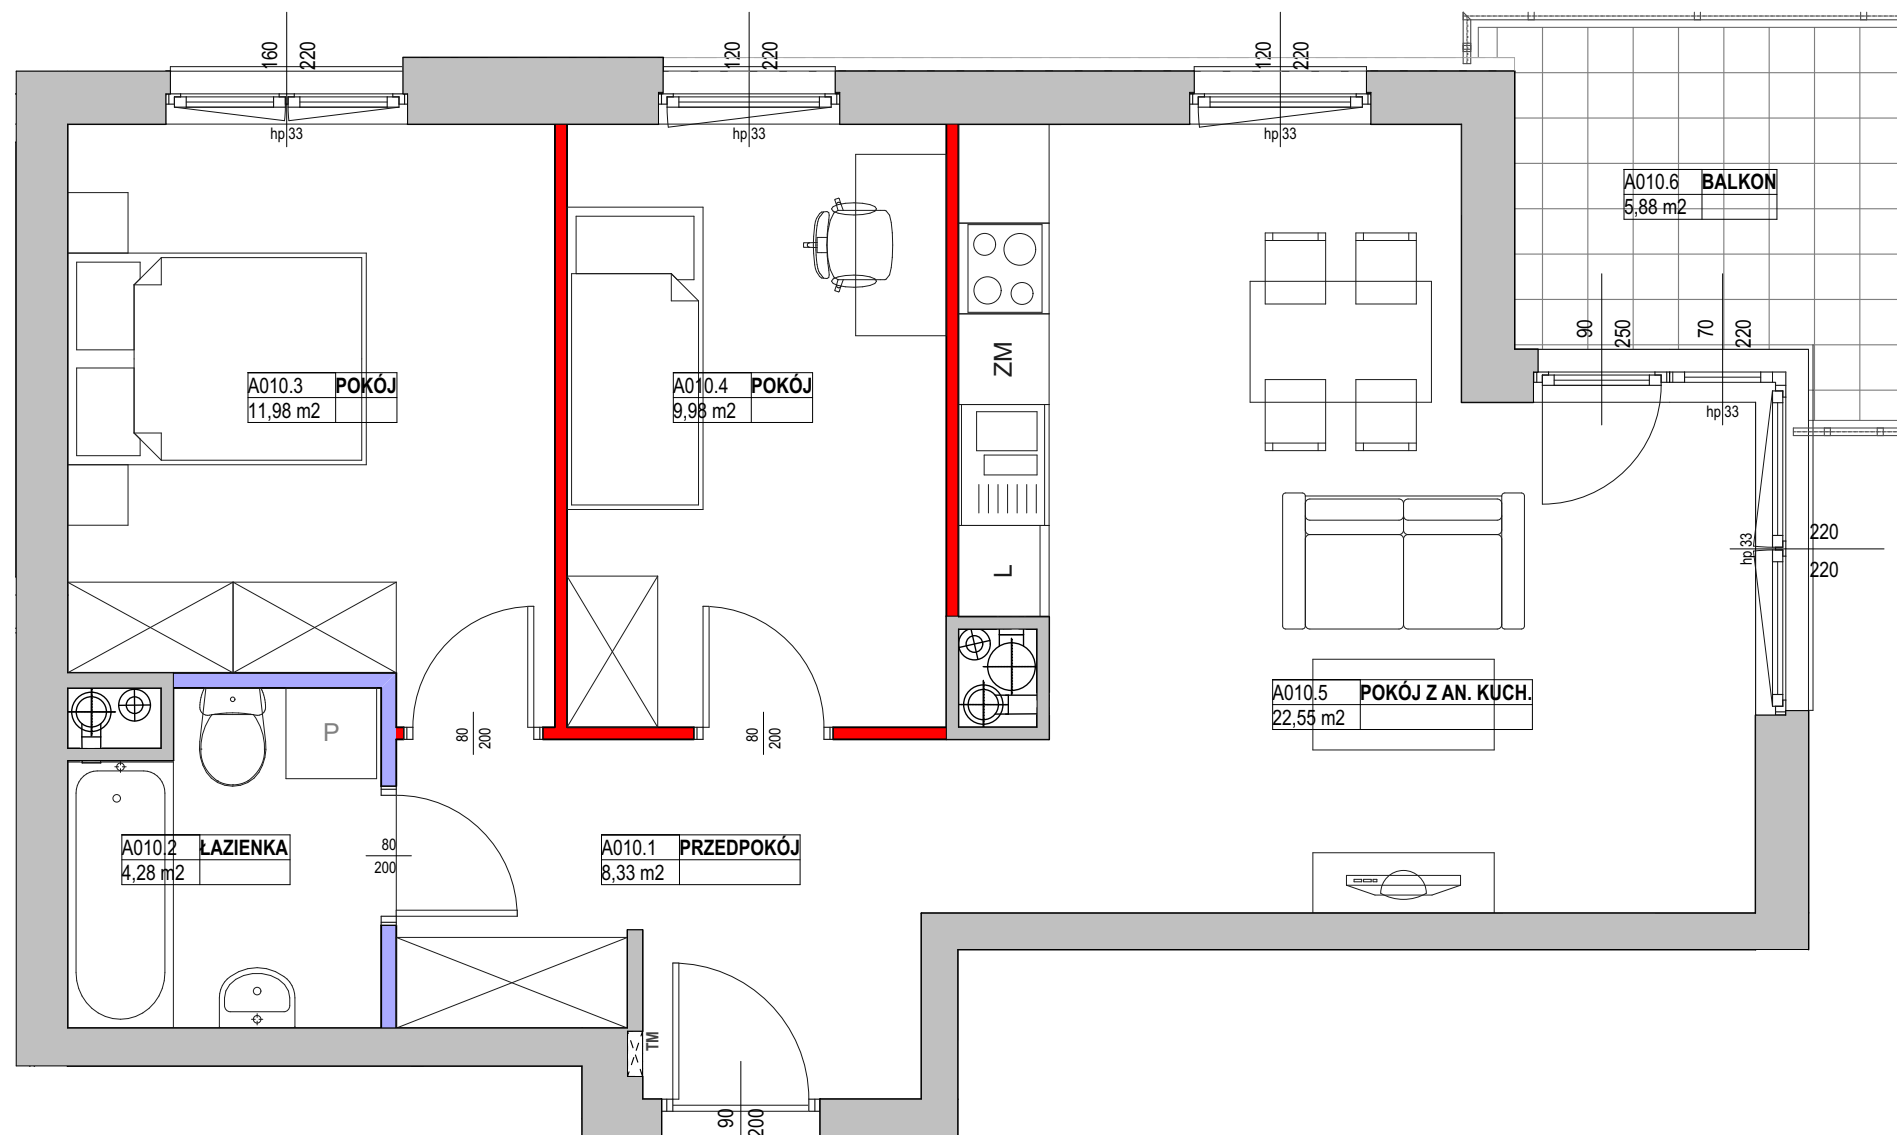 160
220
120
220
120
220
hp 33
hp 33
hp 33
A010.6 BALKON
5,88 m2
90
250
70
220
hp 33
A010.3 POKÓJ
11,98 m2
A010.4 POKÓJ
9,98 m2
ZM
L
hp 33
220
220
A010.5 POKÓJ Z AN. KUCH.
22,55 m2
P
80
200
80
200
A010.2 ŁAZIENKA
4,28 m2
80
200
A010.1 PRZEDPOKÓJ
8,33 m2
TM
90
200